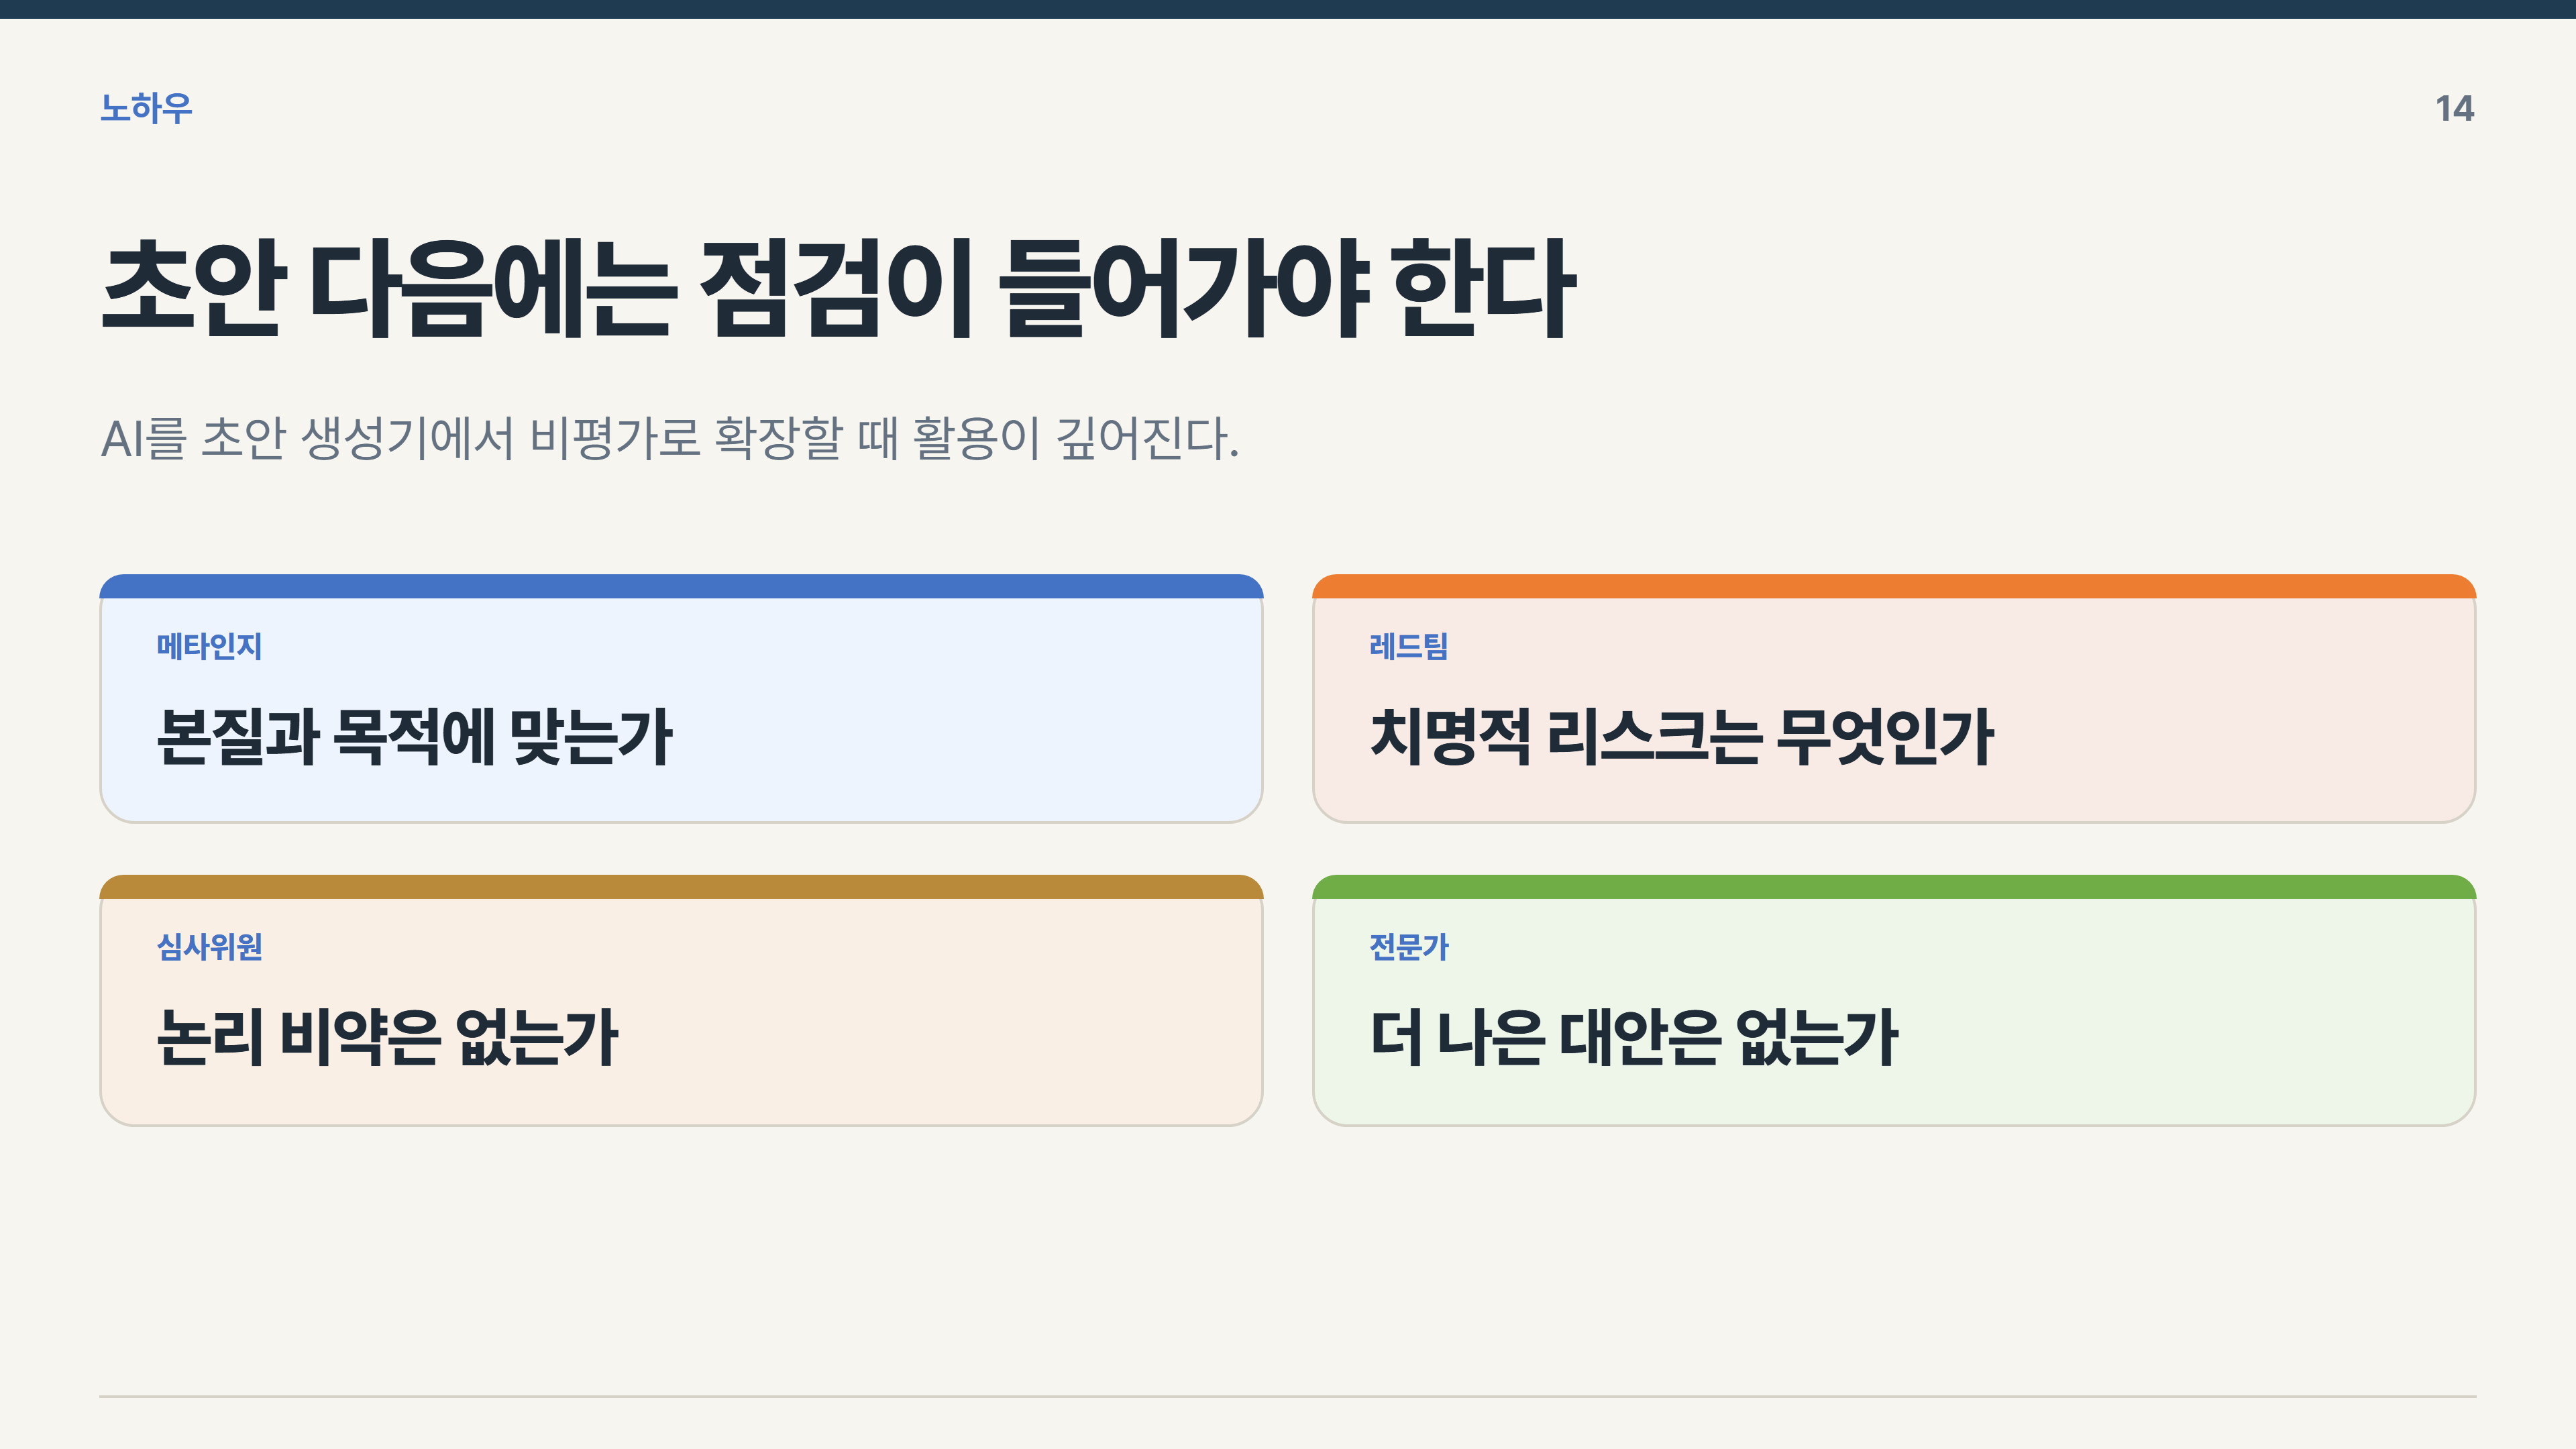 노하우
14
초안 다음에는 점검이 들어가야 한다
AI를 초안 생성기에서 비평가로 확장할 때 활용이 깊어진다.
메타인지
본질과 목적에 맞는가
레드팀
치명적 리스크는 무엇인가
심사위원
논리 비약은 없는가
전문가
더 나은 대안은 없는가